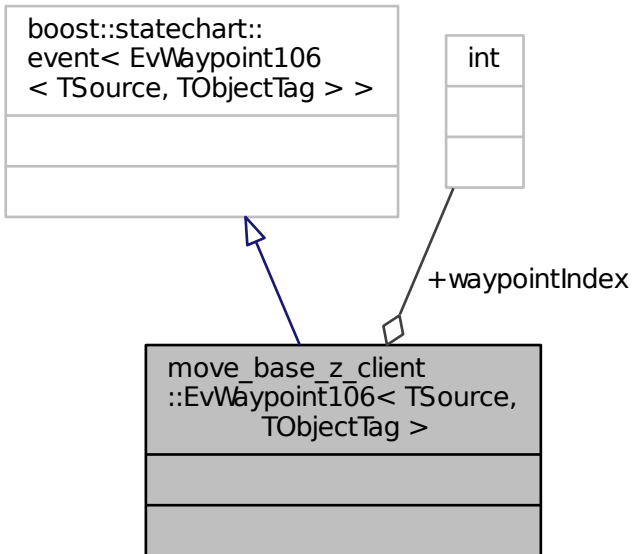 boost::statechart::
event< EvWaypoint106
< TSource, TObjectTag > >
int
+waypointIndex
move_base_z_client
::EvWaypoint106< TSource,
TObjectTag >